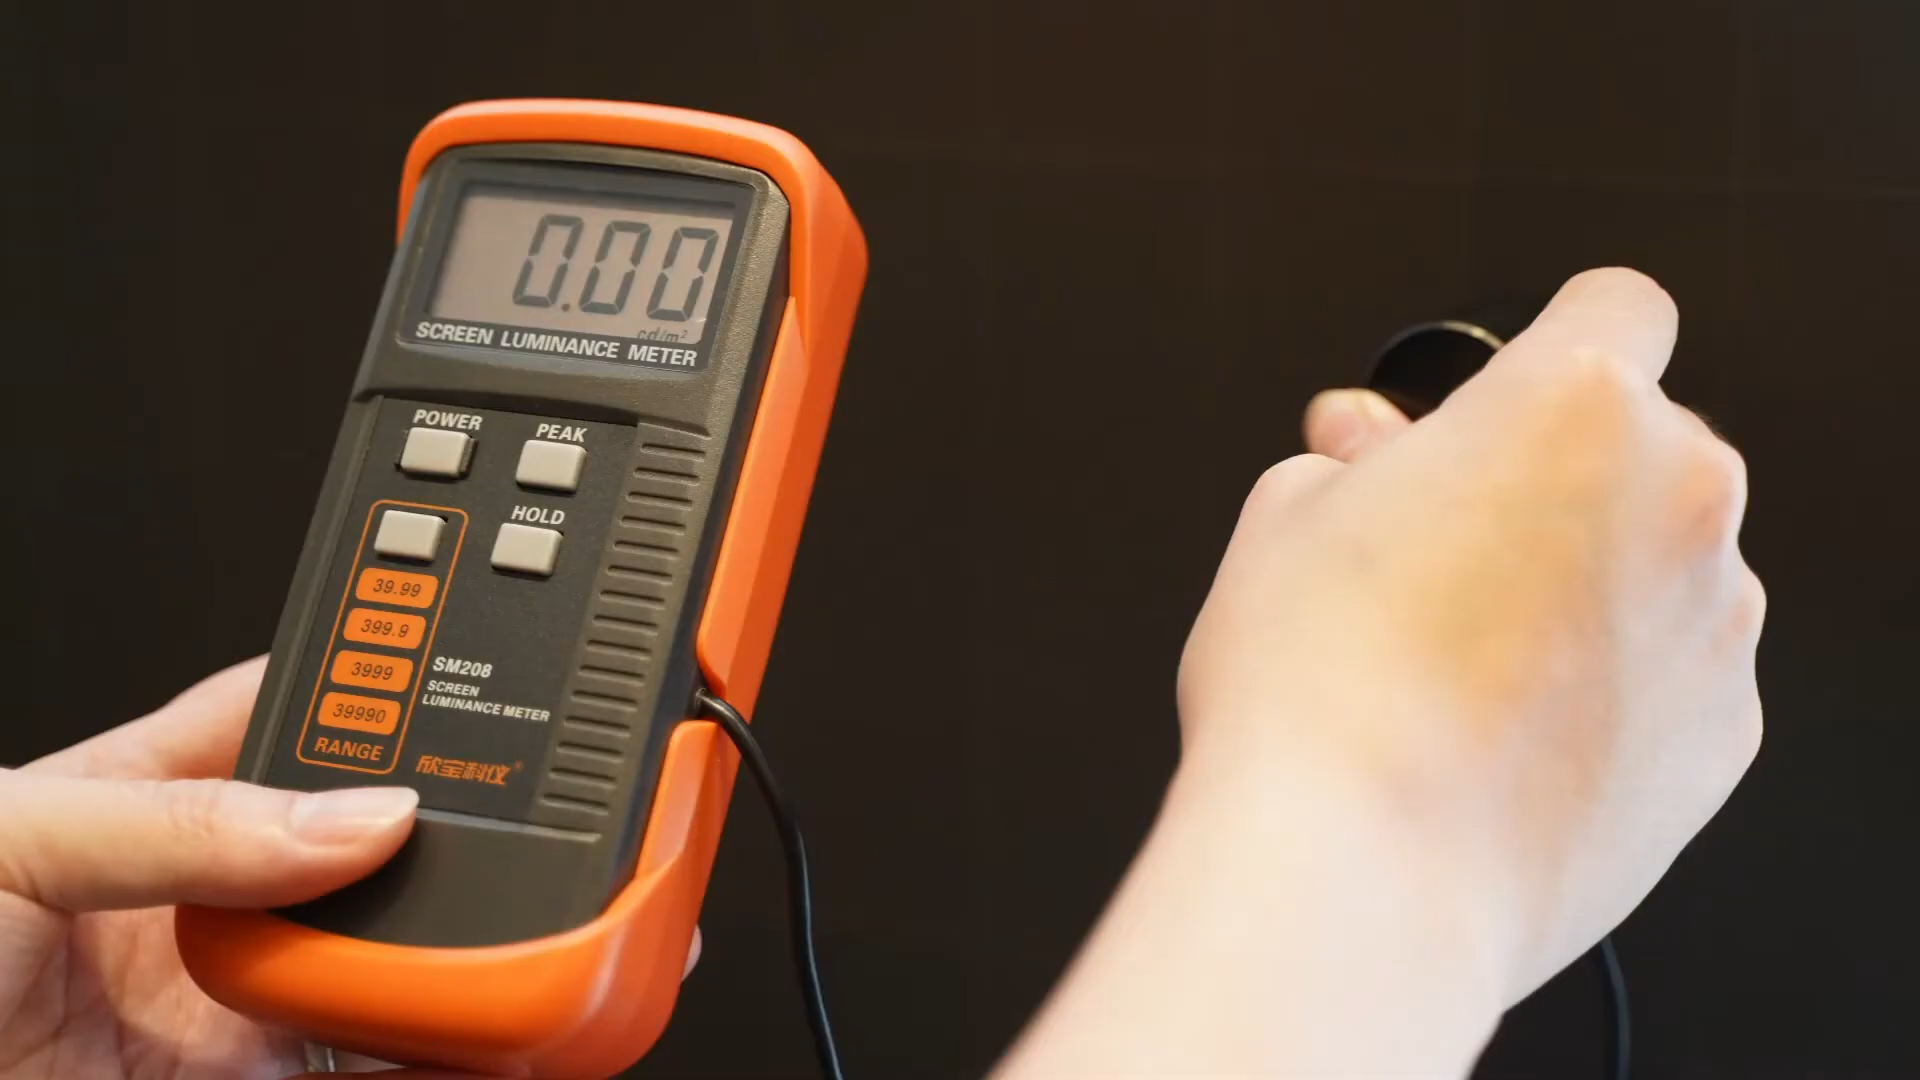 0.00
cd/m²
SCREEN LUMINANCE METER
POWER
PEAK
HOLD
39.99
399.9
3999
39990
RANGE
SM208
SCREEN
LUMINANCE METER
欣宝科仪®